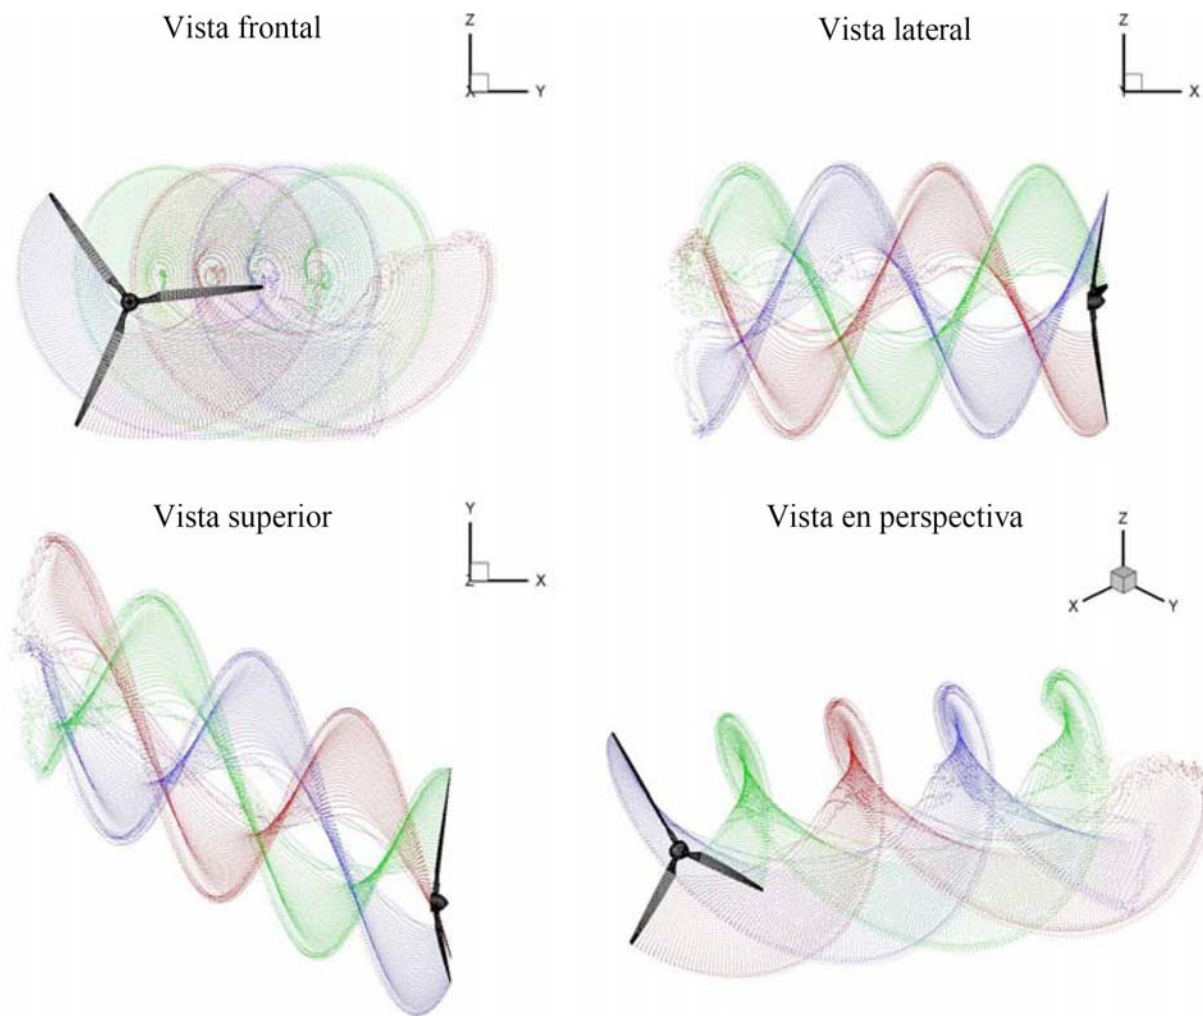 Vista frontal
Z
X
Y
Vista lateral
Z
Y
X
Vista superior
Y
Z
X
Vista en perspectiva
Z
X
Y